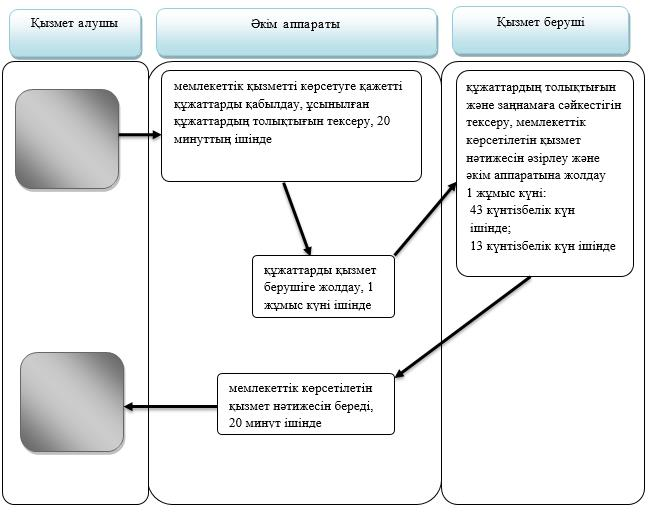 Қызмет алушы
Әкім аппараты
Қызмет беруші
мемлекеттік қызметті көрсетуге қажетті
құжаттарды қабылдау, ұсынылған
құжаттардың толықтығын тексеру, 20
минуттың ішінде
құжаттардың толықтығын
және заңнамаға сәйкестігін
тексеру, мемлекеттік
көрсетілетін қызмет
нәтижесін әзірлеу және
әкім аппаратына жолдау
1 жұмыс күні:
43 күнтізбелік күн
ішінде;
13 күнтізбелік күн ішінде
құжаттарды қызмет
берушіге жолдау, 1
жұмыс күні ішінде
мемлекеттік көрсетілетін
қызмет нәтижесін береді,
20 минут ішінде